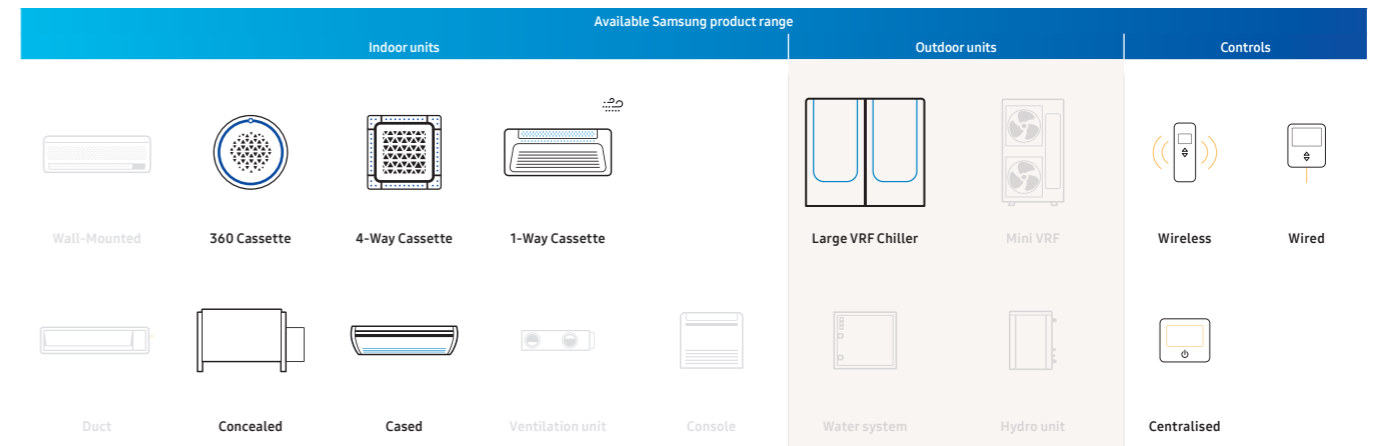 Available Samsung product range
Indoor units
Outdoor units
Controls
Wall-Mounted
360 Cassette
4-Way Cassette
1-Way Cassette
Large VRF Chiller
Mini VRF
Wireless
Wired
Duct
Concealed
Cased
Ventilation unit
Console
Water system
Hydro unit
Centralised